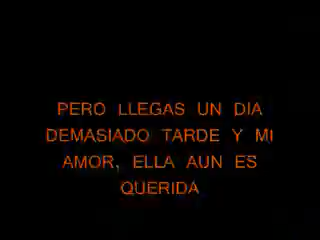 PERO LLEGAS UN DIA
DEMASIADO TARDE Y MI
AMOR, ELLA AUN ES
QUERIDA